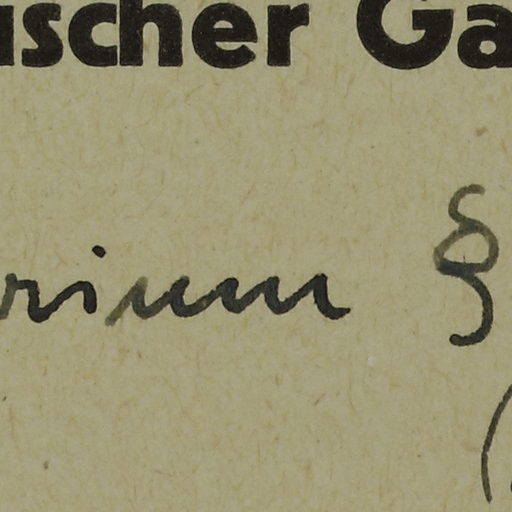 ischer Ga
rium §
(